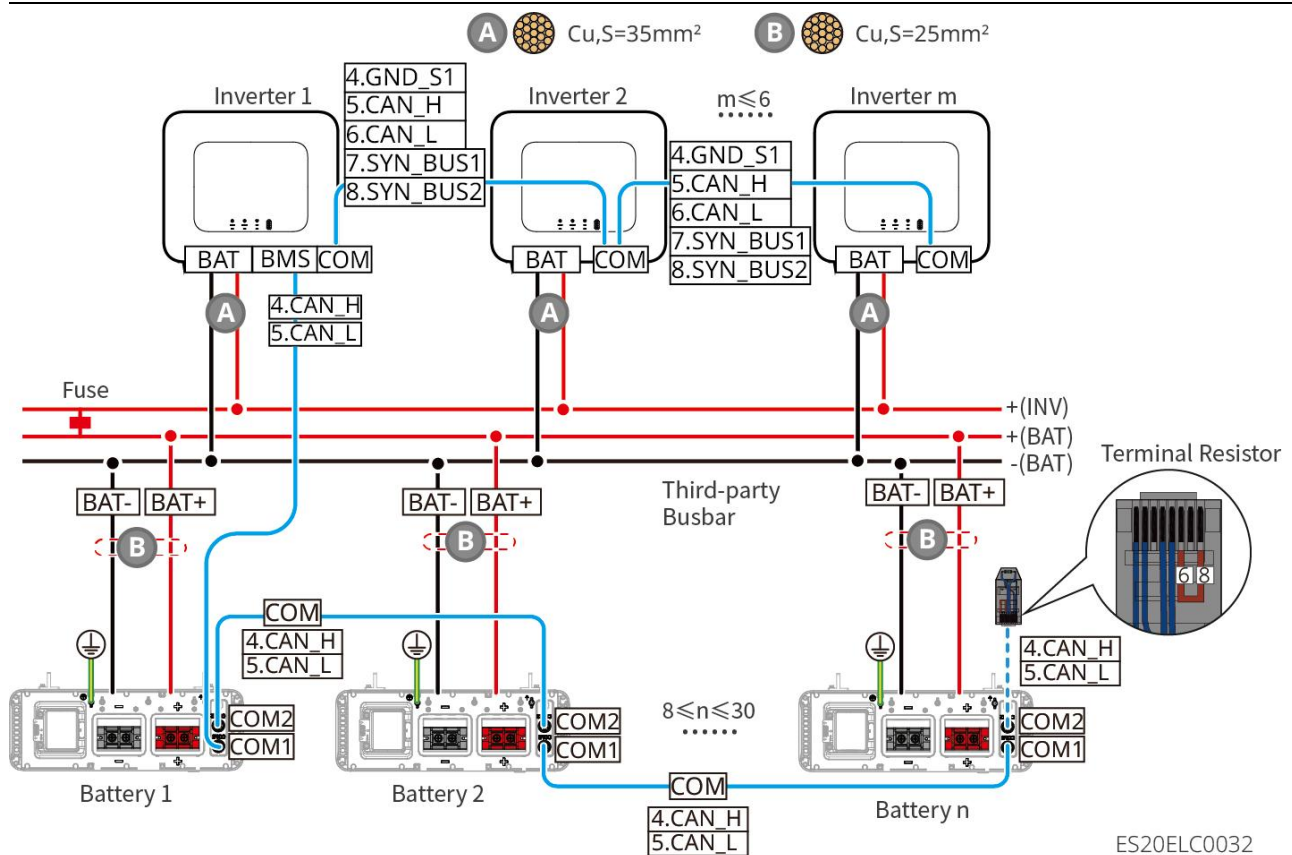 A Cu,S=35mm² B Cu,S=25mm²
Inverter 1
4.GND_S1
5.CAN_H
6.CAN_L
7.SYN_BUS1
8.SYN_BUS2
Inverter 2
m≤6
Inverter m
4.GND_S1
5.CAN_H
6.CAN_L
7.SYN_BUS1
8.SYN_BUS2
BAT BMS COM
BAT COM
BAT COM
A
4.CAN_H
5.CAN_L
A
A
Fuse
+(INV)
+(BAT)
-(BAT)
Terminal Resistor
6 8
Third-party
Busbar
BAT- BAT+
B
BAT- BAT+
B
BAT- BAT+
B
COM
4.CAN_H
5.CAN_L
4.CAN_H
5.CAN_L
COM2
COM1
8≤n≤30
COM2
COM1
COM2
COM1
Battery 1
Battery 2
COM
4.CAN_H
5.CAN_L
Battery n
ES20ELC0032